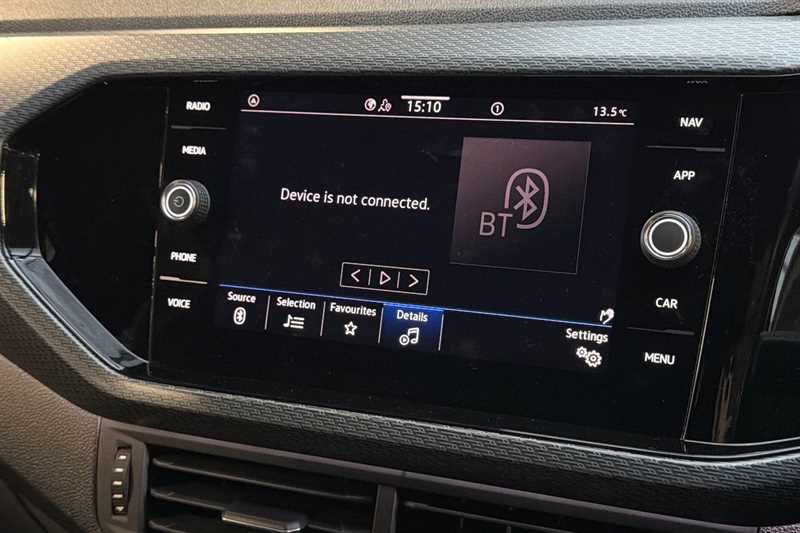 RADIO
MEDIA
PHONE
VOICE
15:10
1
13.5°C
Device is not connected.
BT
Source
Selection
Favourites
Details
Settings
NAV
APP
CAR
MENU